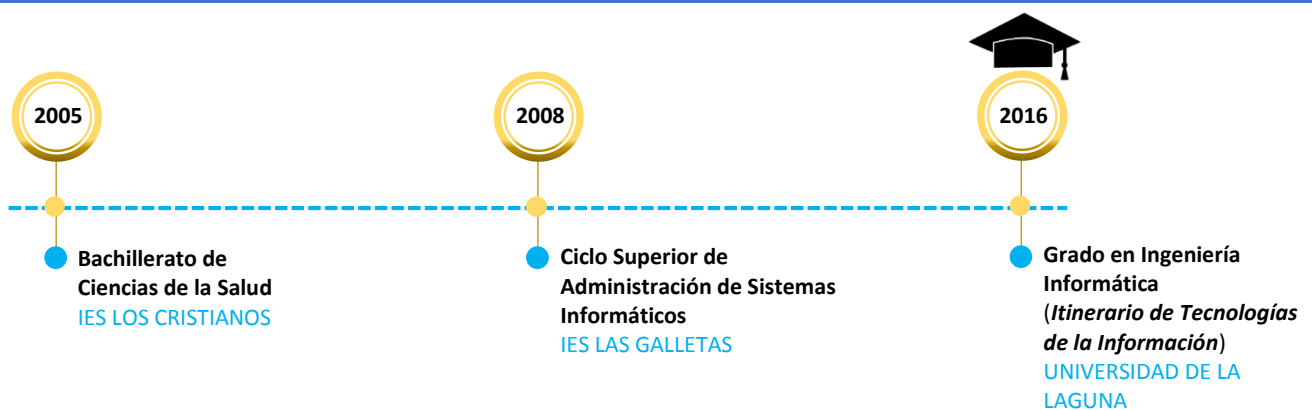 2005
Bachillerato de
Ciencias de la Salud
IES LOS CRISTIANOS
2008
Ciclo Superior de
Administración de Sistemas
Informáticos
IES LAS GALLETAS
2016
Grado en Ingeniería
Informática
(Itinerario de Tecnologías
de la Información)
UNIVERSIDAD DE LA
LAGUNA